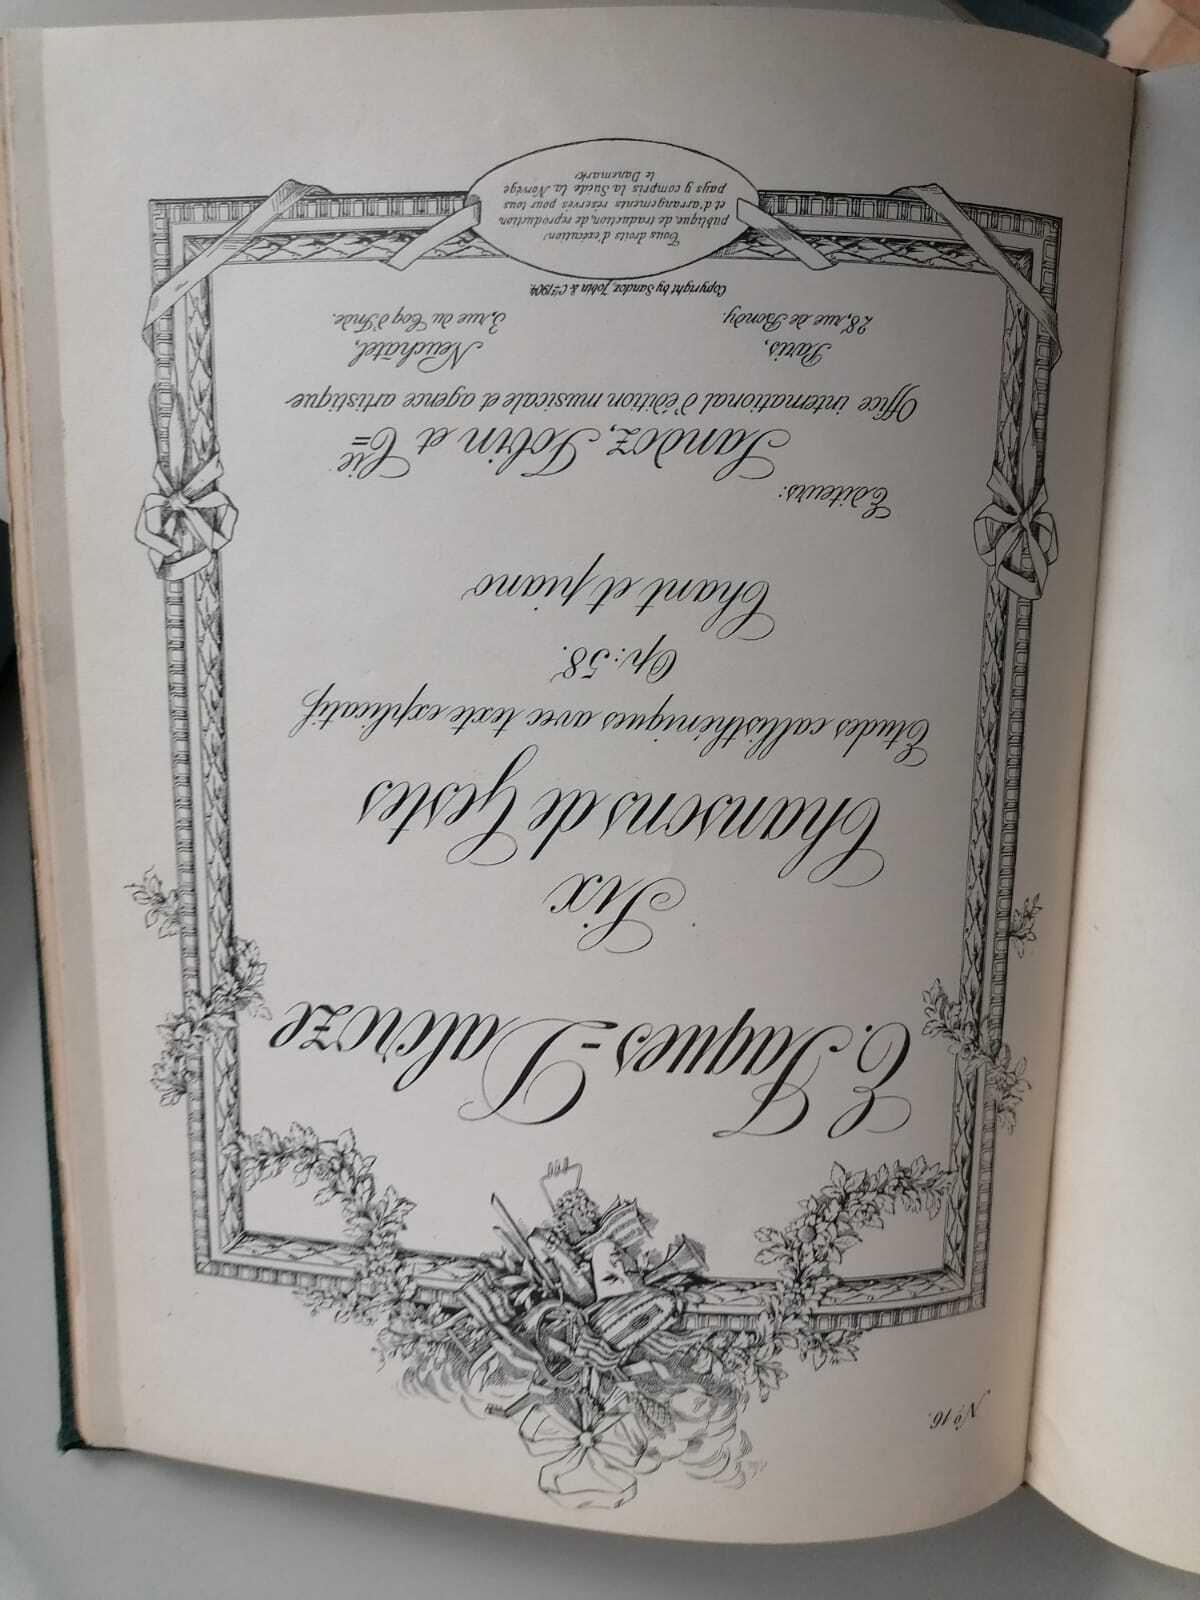 No. 16.
E. Jaques=Dalcroze
Six
Chansons de Gestes
Etudes callisthéniques avec texte explicatif
Op: 58.
Chant et piano
Editeurs:
Sandoz, Jobin et Cie
Office international d'édition musicale et agence artistique
Paris, Neuchâtel,
28, rue de Bondy. 3, rue du Coq d'Inde.
Copyright by Sandoz, Jobin & Cie 1904.
Tous droits d'exécution
publique, de traduction, de reproduction
et d'arrangements réservés pour tous
pays y compris la Suède la Norvège
le Danemark